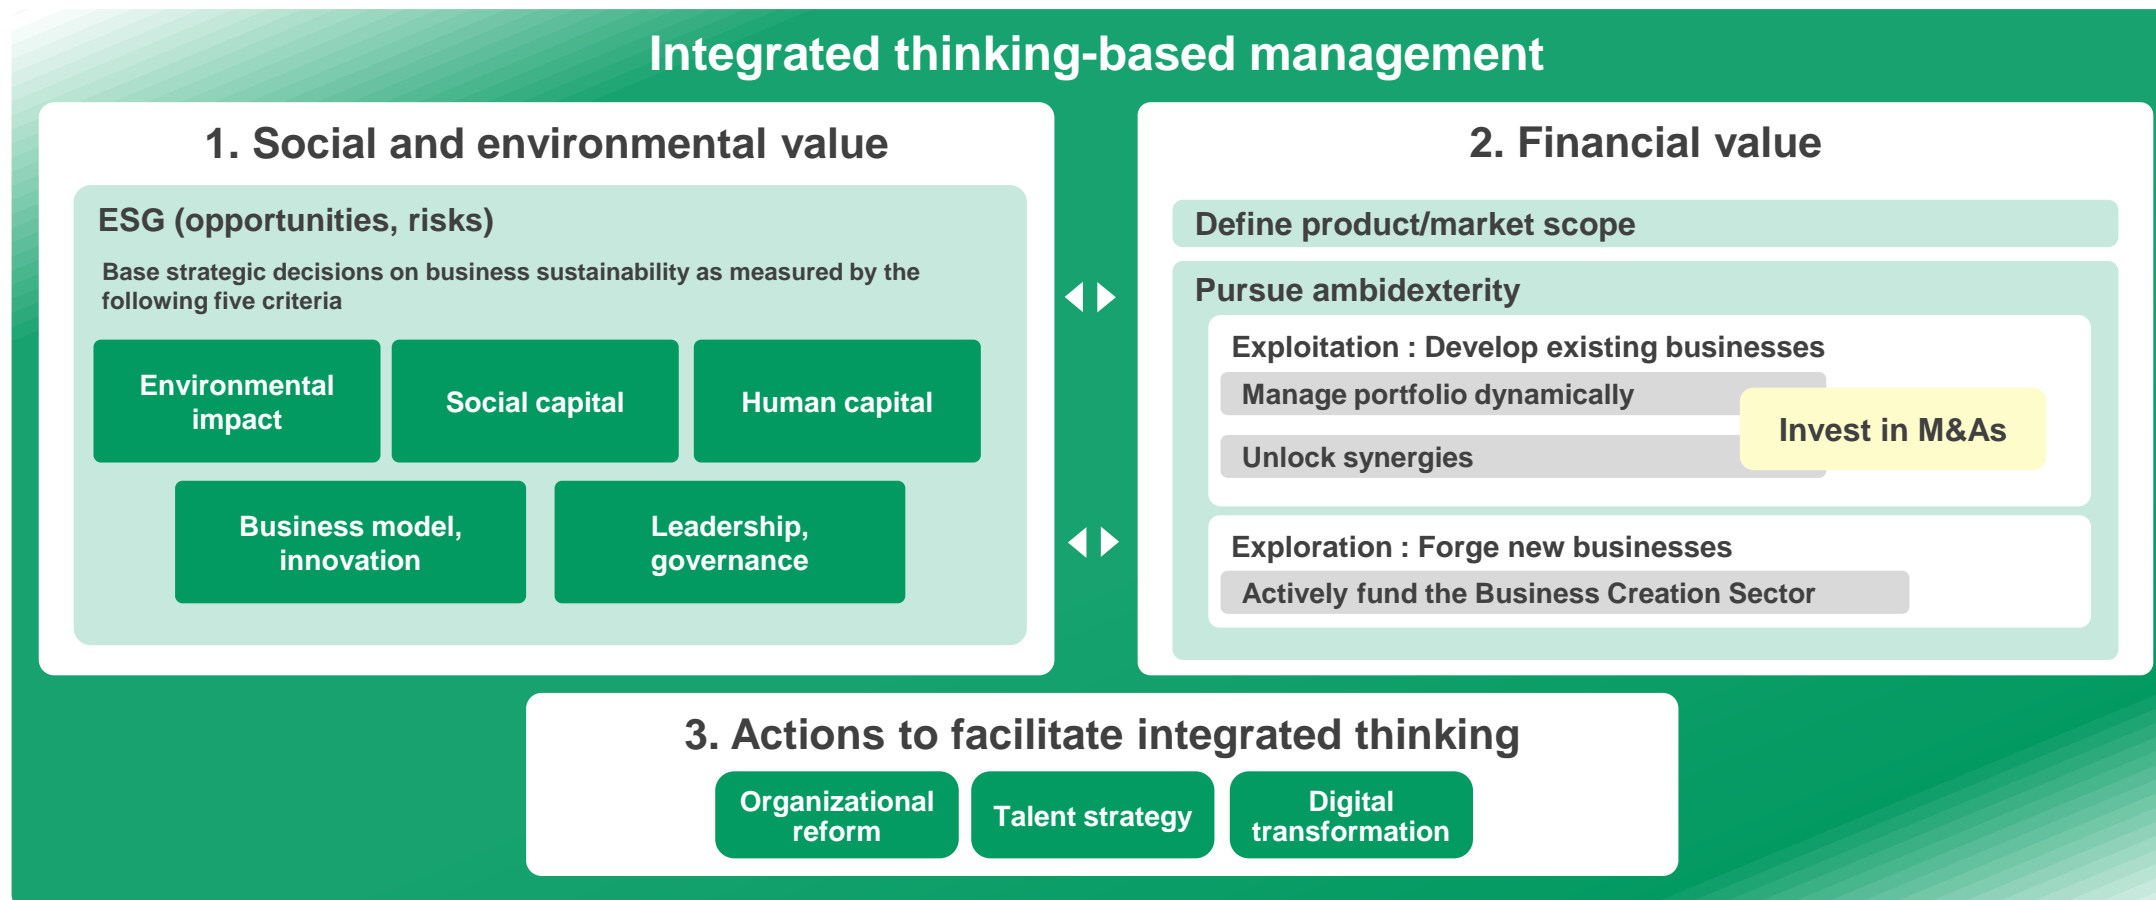 Integrated thinking-based management
1. Social and environmental value
ESG (opportunities, risks)
Base strategic decisions on business sustainability as measured by the
following five criteria
Environmental
impact
Social capital
Human capital
Business model,
innovation
Leadership,
governance
2. Financial value
Define product/market scope
Pursue ambidexterity
Exploitation : Develop existing businesses
Manage portfolio dynamically
Unlock synergies
Invest in M&As
Exploration : Forge new businesses
Actively fund the Business Creation Sector
3. Actions to facilitate integrated thinking
Organizational
reform
Talent strategy
Digital
transformation